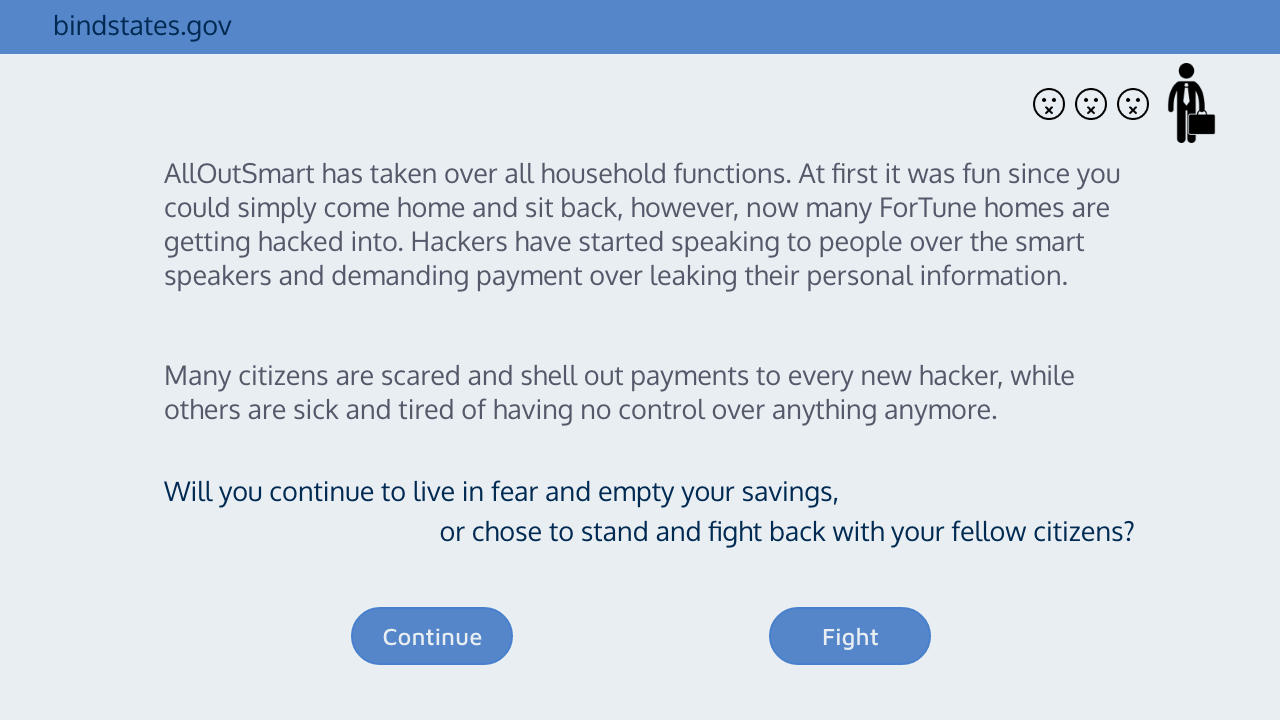 bindstates.gov
AllOutSmart has taken over all household functions. At first it was fun since you
could simply come home and sit back, however, now many ForTune homes are
getting hacked into. Hackers have started speaking to people over the smart
speakers and demanding payment over leaking their personal information.
Many citizens are scared and shell out payments to every new hacker, while
others are sick and tired of having no control over anything anymore.
Will you continue to live in fear and empty your savings,
or chose to stand and fight back with your fellow citizens?
Continue
Fight